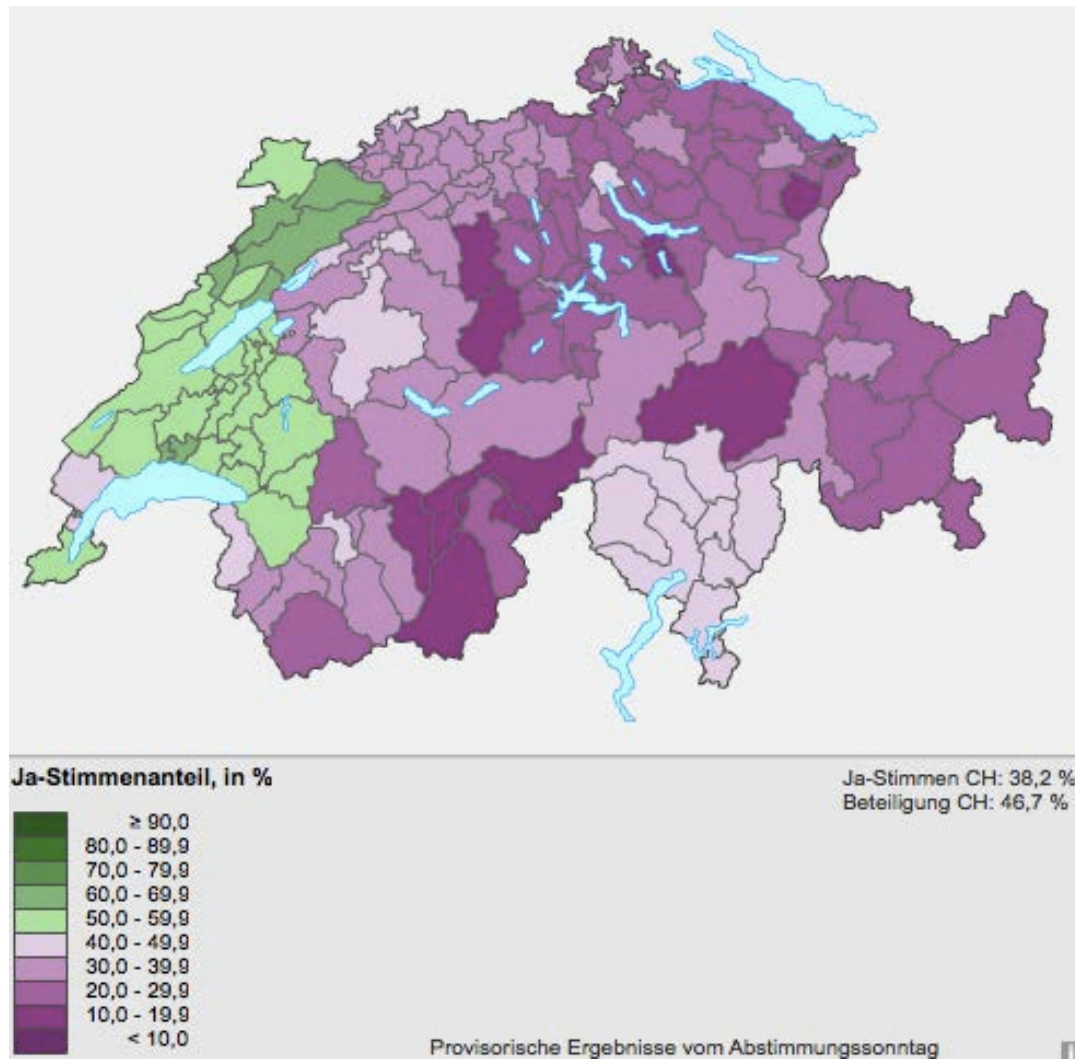 Ja-Stimmenanteil, in %
Ja-Stimmen CH: 38,2 %
Beteiligung CH: 46,7 %
≥ 90,0
80,0 - 89,9
70,0 - 79,9
60,0 - 69,9
50,0 - 59,9
40,0 - 49,9
30,0 - 39,9
20,0 - 29,9
10,0 - 19,9
< 10,0
Provisorische Ergebnisse vom Abstimmungssonntag